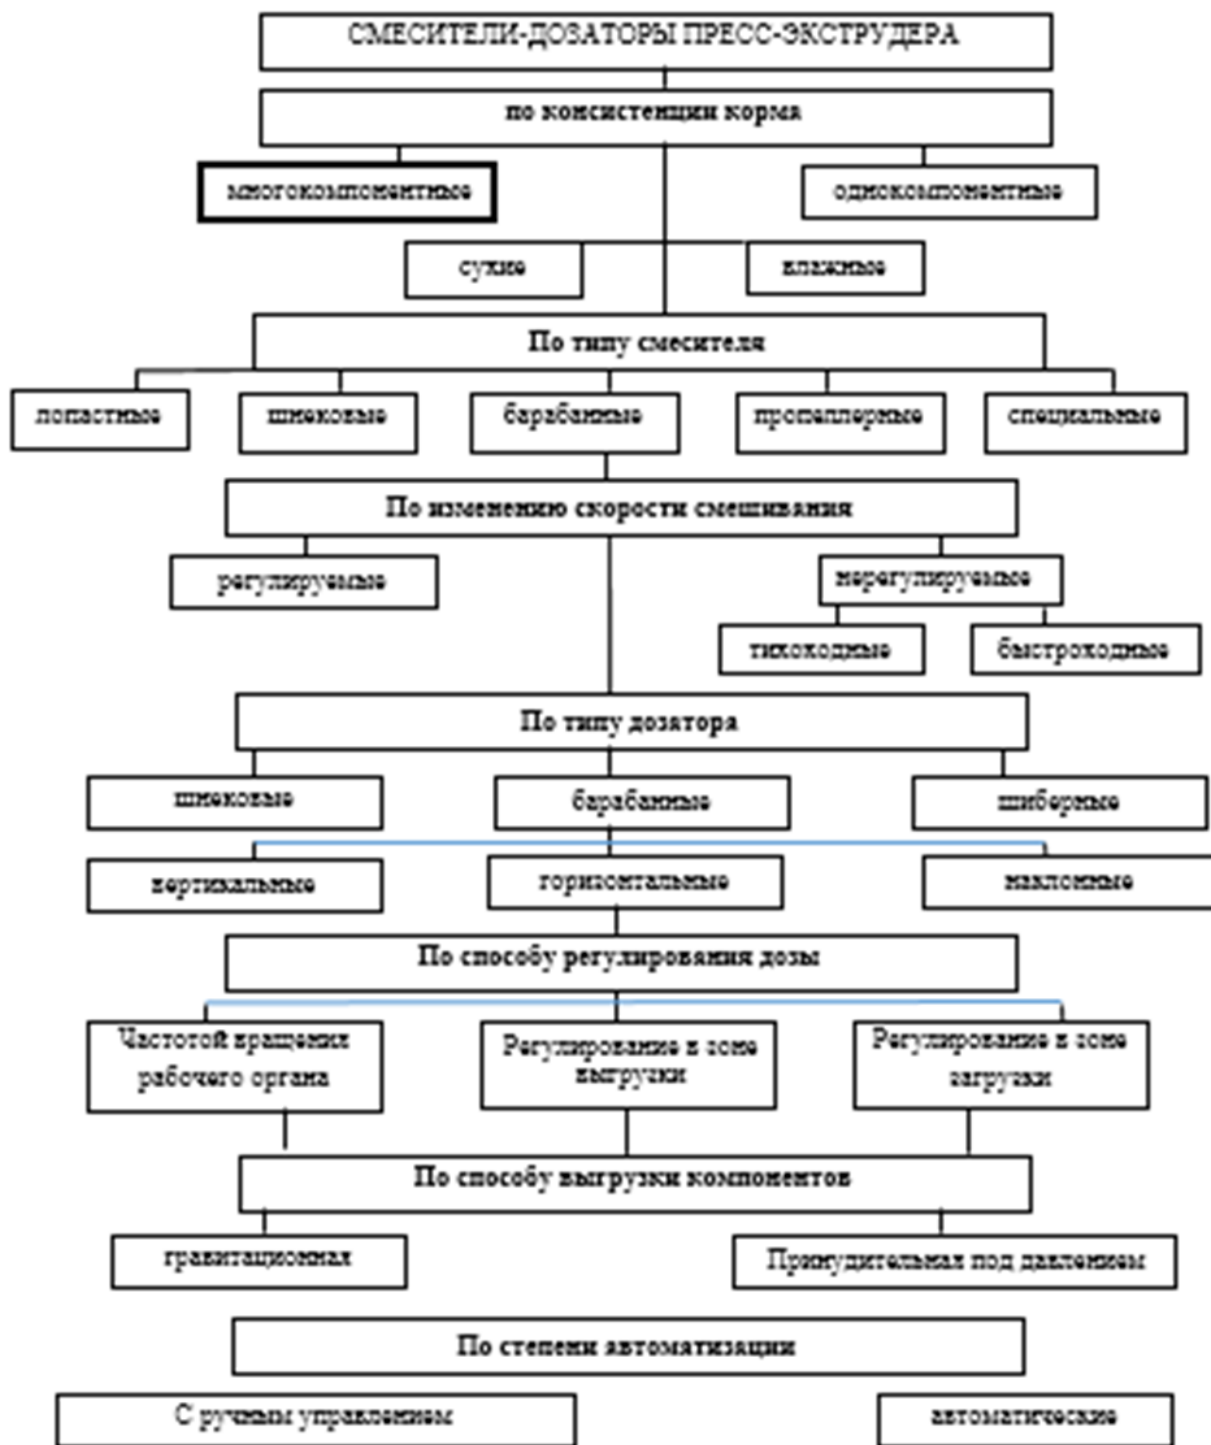 СМЕСИТЕЛИ-ДОЗАТОРЫ ПРЕСС-ЭКСТРУДЕРА
по консистенции корма
многокомпонентные
однокомпонентные
сухие
влажные
По типу смесителя
лопастные
шнековые
барабанные
пропеллерные
специальные
По изменению скорости смешивания
регулируемые
нерегулируемые
тихоходные
быстроходные
По типу дозатора
шнековые
барабанные
шиберные
вертикальные
горизонтальные
наклонные
По способу регулирования дозы
Частотой вращения
рабочего органа
Регулирование в зоне
выгрузки
Регулирование в зоне
загрузки
По способу выгрузки компонентов
гравитационная
Принудительная под давлением
По степени автоматизации
С ручным управлением
автоматические